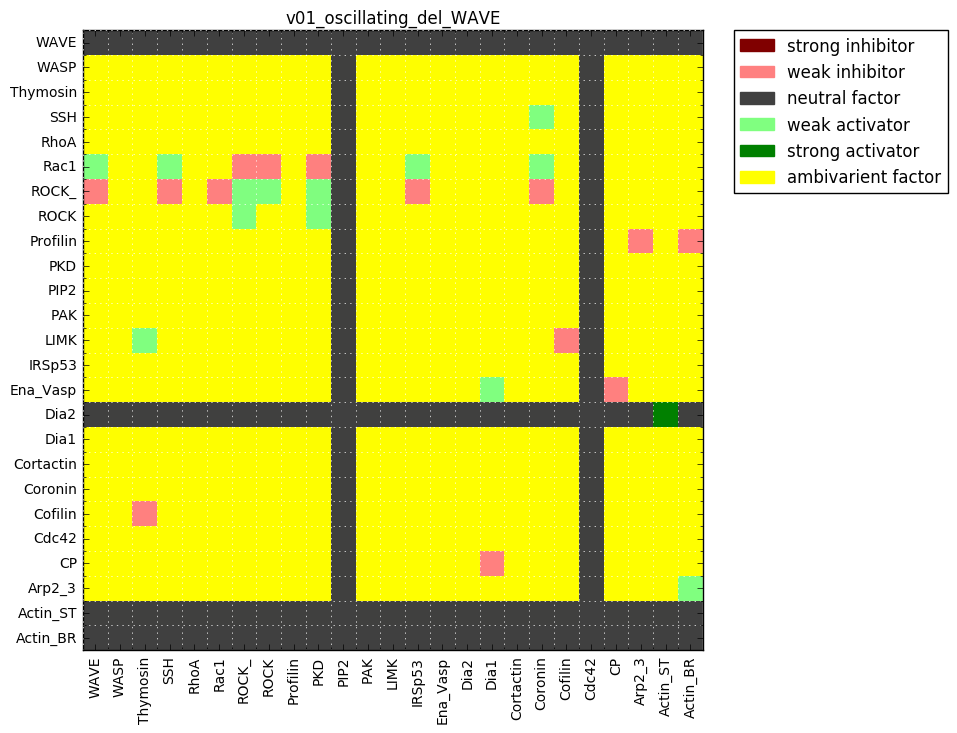 v01_oscillating_del_WAVE
WAVE
WASP
Thymosin
SSH
RhoA
Rac1
ROCK_
ROCK
Profilin
PKD
PIP2
PAK
LIMK
IRSp53
Ena_Vasp
Dia2
Dia1
Cortactin
Coronin
Cofilin
Cdc42
CP
Arp2_3
Actin_ST
Actin_BR
WAVE
WASP
Thymosin
SSH
RhoA
Rac1
ROCK_
ROCK
Profilin
PKD
PIP2
PAK
LIMK
IRSp53
Ena_Vasp
Dia2
Dia1
Cortactin
Coronin
Cofilin
Cdc42
CP
Arp2_3
Actin_ST
Actin_BR
strong inhibitor
weak inhibitor
neutral factor
weak activator
strong activator
ambivarient factor